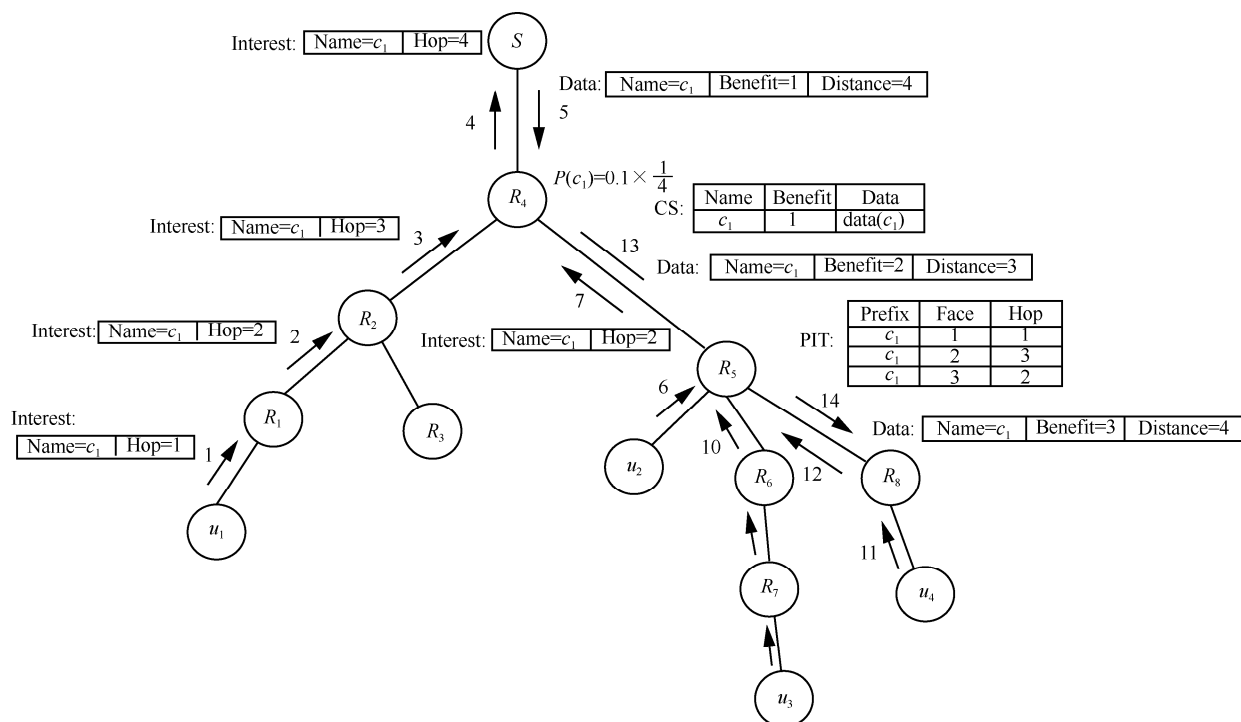 Interest: Name=c₁ Hop=4
S
Data: Name=c₁ Benefit=1 Distance=4
4
5
P(c₁)=0.1× 1/4
R₄
CS:
Name Benefit Data
c₁ 1 data(c₁)
Interest: Name=c₁ Hop=3
3
13
Data: Name=c₁ Benefit=2 Distance=3
7
R₂
Interest: Name=c₁ Hop=2
2
Interest: Name=c₁ Hop=2
PIT:
Prefix Face Hop
c₁ 1 1
c₁ 2 3
c₁ 3 2
R₅
6
14
Interest:
Name=c₁ Hop=1
R₁
R₃
1
Data: Name=c₁ Benefit=3 Distance=4
10
12
u₂
R₆
R₈
u₁
11
R₇
u₄
u₃